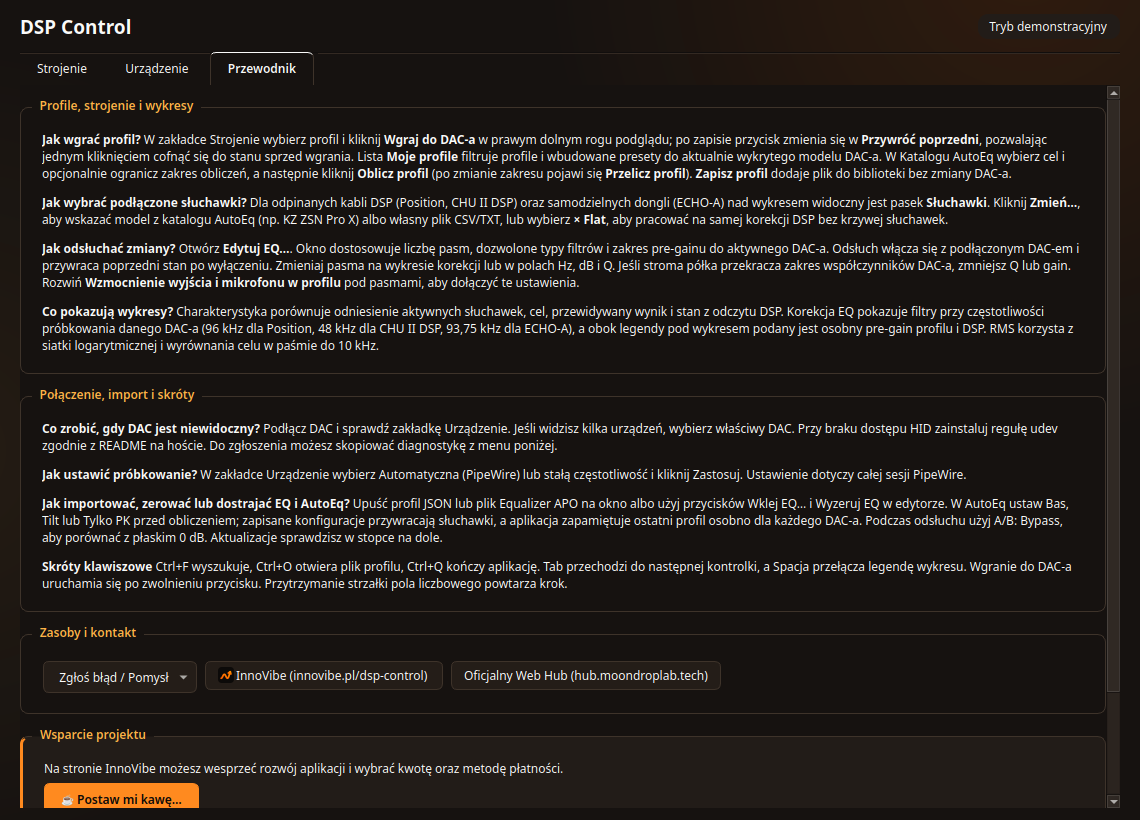 DSP Control
Tryb demonstracyjny
Strojenie
Urządzenie
Przewodnik
Profile, strojenie i wykresy
Jak wgrać profil? W zakładce Strojenie wybierz profil i kliknij Wgraj do DAC-a w prawym dolnym rogu podglądu; po zapisie przycisk zmienia się w Przywróć poprzedni, pozwalając
jednym kliknięciem cofnąć się do stanu sprzed wgrania. Lista Moje profile filtruje profile i wbudowane presety do aktualnie wykrytego modelu DAC-a. W Katalogu AutoEq wybierz cel i
opcjonalnie ogranicz zakres obliczeń, a następnie kliknij Oblicz profil (po zmianie zakresu pojawi się Przelicz profil). Zapisz profil dodaje plik do biblioteki bez zmiany DAC-a.
Jak wybrać podłączone słuchawki? Dla odpinanych kabli DSP (Position, CHU II DSP) oraz samodzielnych dongli (ECHO-A) nad wykresem widoczny jest pasek Słuchawki. Kliknij Zmień...,
aby wskazać model z katalogu AutoEq (np. KZ ZSN Pro X) albo własny plik CSV/TXT, lub wybierz × Flat, aby pracować na samej korekcji DSP bez krzywej słuchawek.
Jak odsłuchać zmiany? Otwórz Edytuj EQ.... Okno dostosowuje liczbę pasm, dozwolone typy filtrów i zakres pre-gainu do aktywnego DAC-a. Odsłuch włącza się z podłączonym DAC-em i
przywraca poprzedni stan po wyłączeniu. Zmieniaj pasma na wykresie korekcji lub w polach Hz, dB i Q. Jeśli stroma półka przekracza zakres współczynników DAC-a, zmniejsz Q lub gain.
Rozwiń Wzmocnienie wyjścia i mikrofonu w profilu pod pasmami, aby dołączyć te ustawienia.
Co pokazują wykresy? Charakterystyka porównuje odniesienie aktywnych słuchawek, cel, przewidywany wynik i stan z odczytu DSP. Korekcja EQ pokazuje filtry przy częstotliwości
próbkowania danego DAC-a (96 kHz dla Position, 48 kHz dla CHU II DSP, 93,75 kHz dla ECHO-A), a obok legendy pod wykresem podany jest osobny pre-gain profilu i DSP. RMS korzysta z
siatki logarytmicznej i wyrównania celu w paśmie do 10 kHz.
Połączenie, import i skróty
Co zrobić, gdy DAC jest niewidoczny? Podłącz DAC i sprawdź zakładkę Urządzenie. Jeśli widzisz kilka urządzeń, wybierz właściwy DAC. Przy braku dostępu HID zainstaluj regułę udev
zgodnie z README na hoście. Do zgłoszenia możesz skopiować diagnostykę z menu poniżej.
Jak ustawić próbkowanie? W zakładce Urządzenie wybierz Automatyczna (PipeWire) lub stałą częstotliwość i kliknij Zastosuj. Ustawienie dotyczy całej sesji PipeWire.
Jak importować, zerować lub dostrajać EQ i AutoEq? Upuść profil JSON lub plik Equalizer APO na okno albo użyj przycisków Wklej EQ... i Wyzeruj EQ w edytorze. W AutoEq ustaw Bas,
Tilt lub Tylko PK przed obliczeniem; zapisane konfiguracje przywracają słuchawki, a aplikacja zapamiętuje ostatni profil osobno dla każdego DAC-a. Podczas odsłuchu użyj A/B: Bypass,
aby porównać z płaskim 0 dB. Aktualizacje sprawdzisz w stopce na dole.
Skróty klawiszowe Ctrl+F wyszukuje, Ctrl+O otwiera plik profilu, Ctrl+Q kończy aplikację. Tab przechodzi do następnej kontrolki, a Spacja przełącza legendę wykresu. Wgranie do DAC-a
uruchamia się po zwolnieniu przycisku. Przytrzymanie strzałki pola liczbowego powtarza krok.
Zasoby i kontakt
Zgłoś błąd / Pomysł
InnoVibe (innovibe.pl/dsp-control)
Oficjalny Web Hub (hub.moondroplab.tech)
Wsparcie projektu
Na stronie InnoVibe możesz wesprzeć rozwój aplikacji i wybrać kwotę oraz metodę płatności.
Postaw mi kawę...